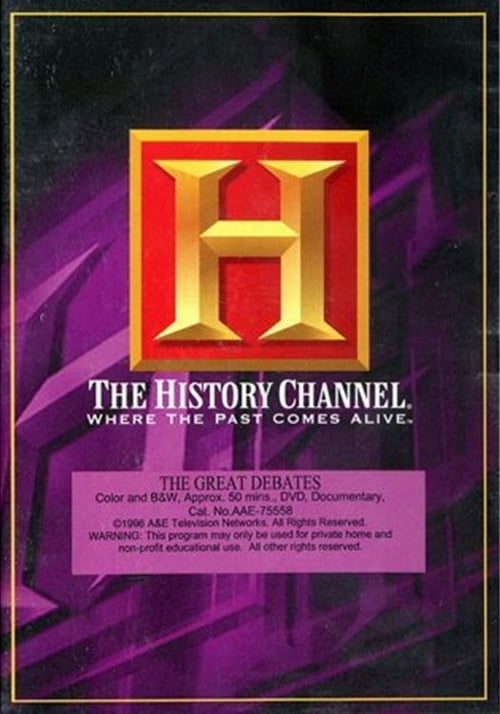 H
THE HISTORY CHANNEL®
WHERE THE PAST COMES ALIVE™
THE GREAT DEBATES
Color and B&W, Approx. 50 mins., DVD, Documentary,
Cat. No.AAE-75558
©1996 A&E Television Networks. All Rights Reserved.
WARNING: This program may only be used for private home and
non-profit educational use. All other rights reserved.